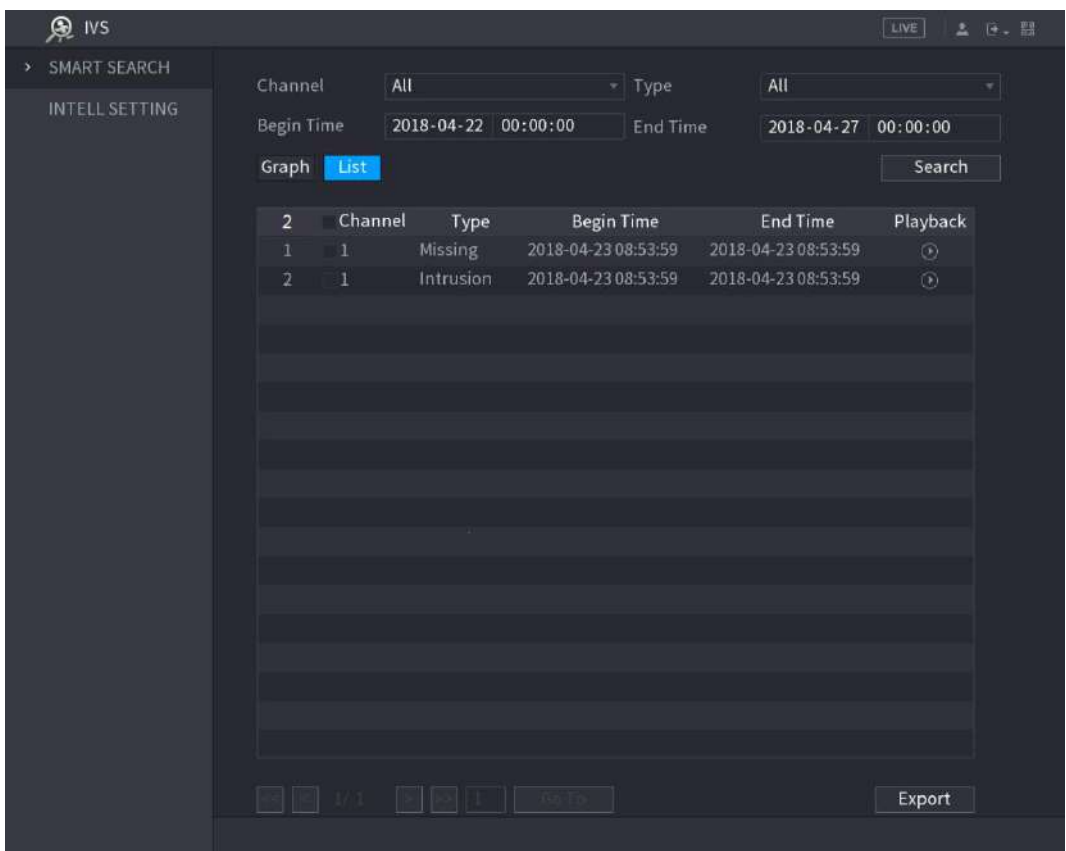 IVS LIVE
SMART SEARCH
INTELL SETTING
Channel All Type All
Begin Time 2018-04-22 00:00:00 End Time 2018-04-27 00:00:00
Graph List Search
2 Channel Type Begin Time End Time Playback
1 1 Missing 2018-04-23 08:53:59 2018-04-23 08:53:59
2 1 Intrusion 2018-04-23 08:53:59 2018-04-23 08:53:59
<< < 1/ 1 > >> 1 Go To Export